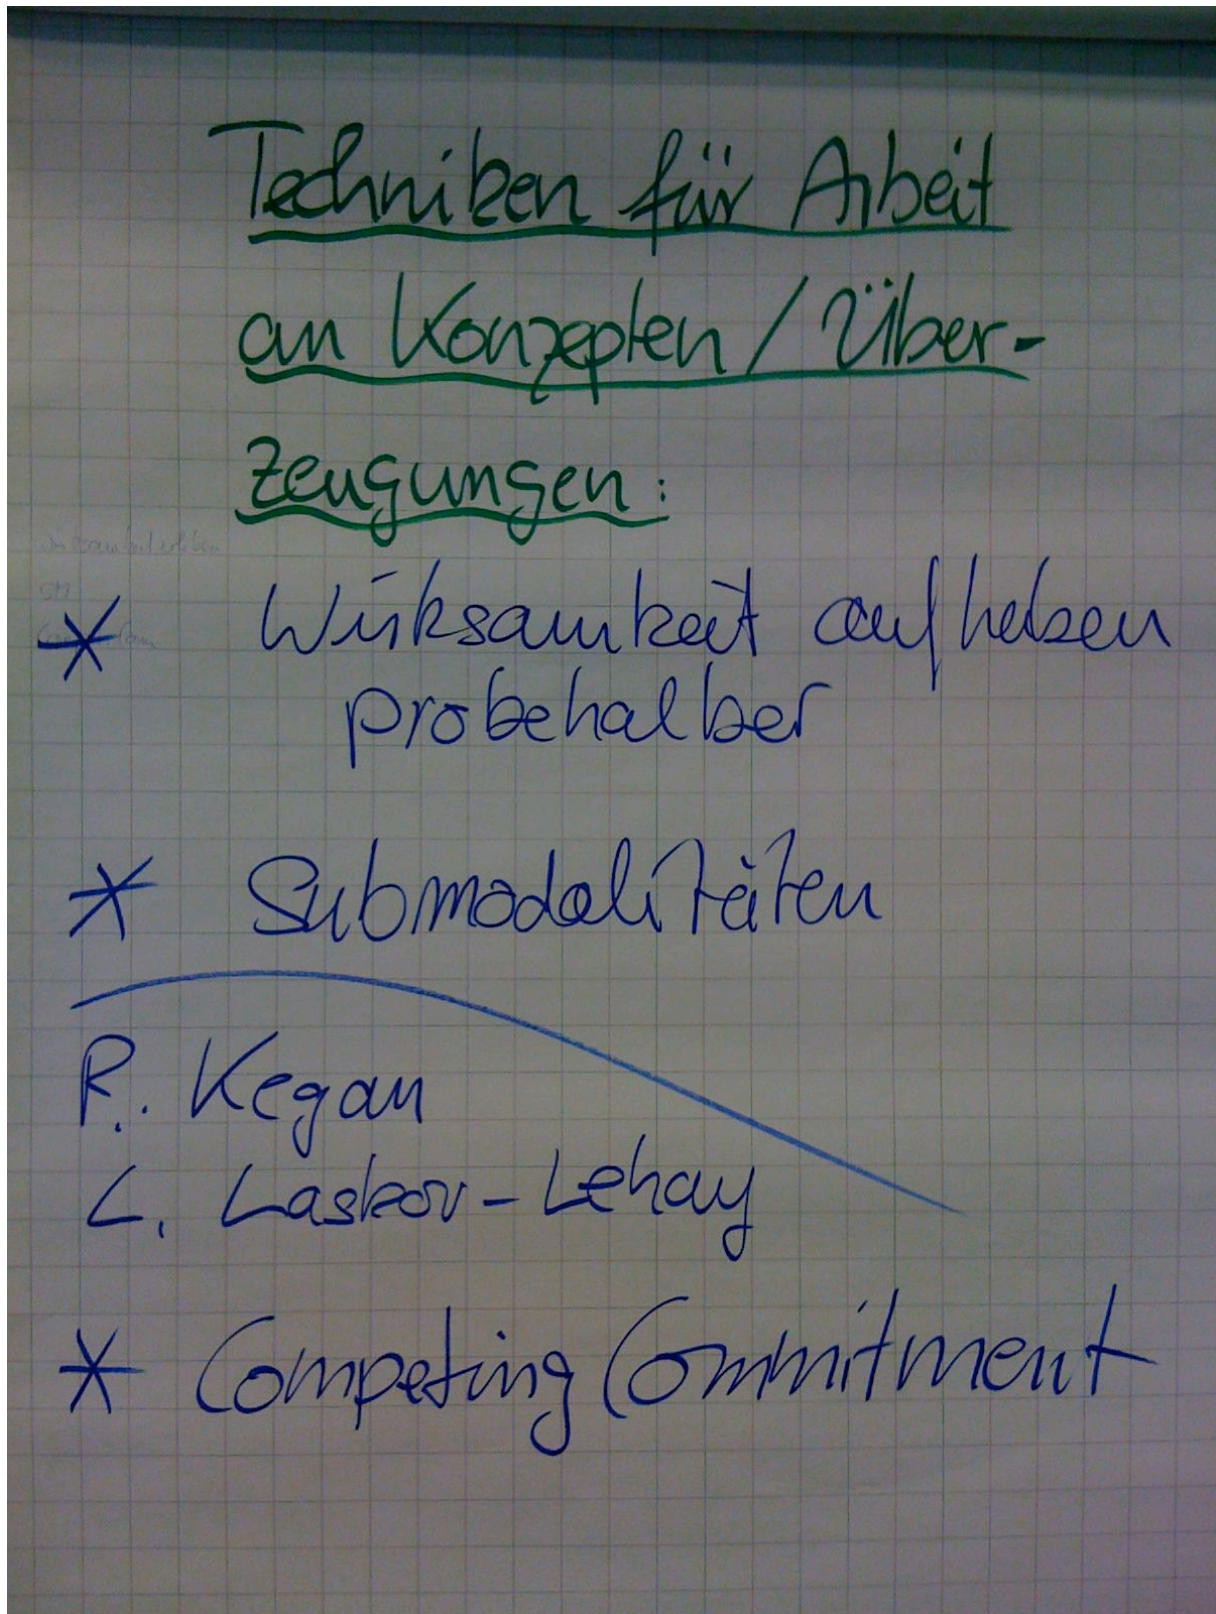 Techniken für Arbeit
an Konzepten / Über-
zeugungen:
* Wirksamkeit aufheben
probehalber
* Submodalitäten
R. Kegan
L. Laskov-Lehay
* Competing Commitment